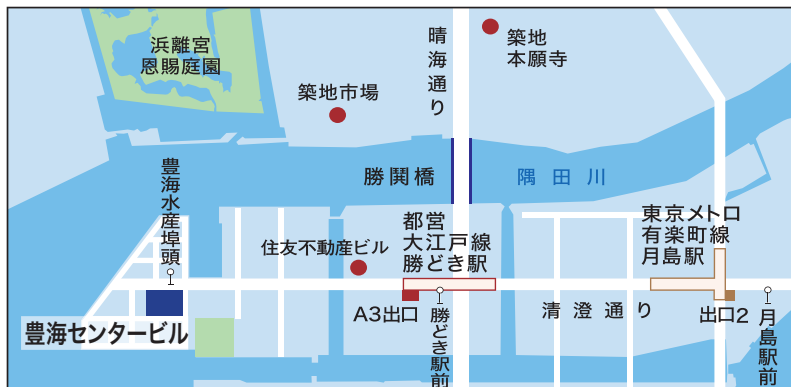 浜離宮
恩賜庭園
築地市場
晴海通り
築地
本願寺
豊海水産埠頭
勝鬨橋
隅田川
住友不動産ビル
都営
大江戸線
勝どき駅
東京メトロ
有楽町線
月島駅
豊海センタービル
A3出口
勝どき駅前
清澄通り
出口2
月島駅前